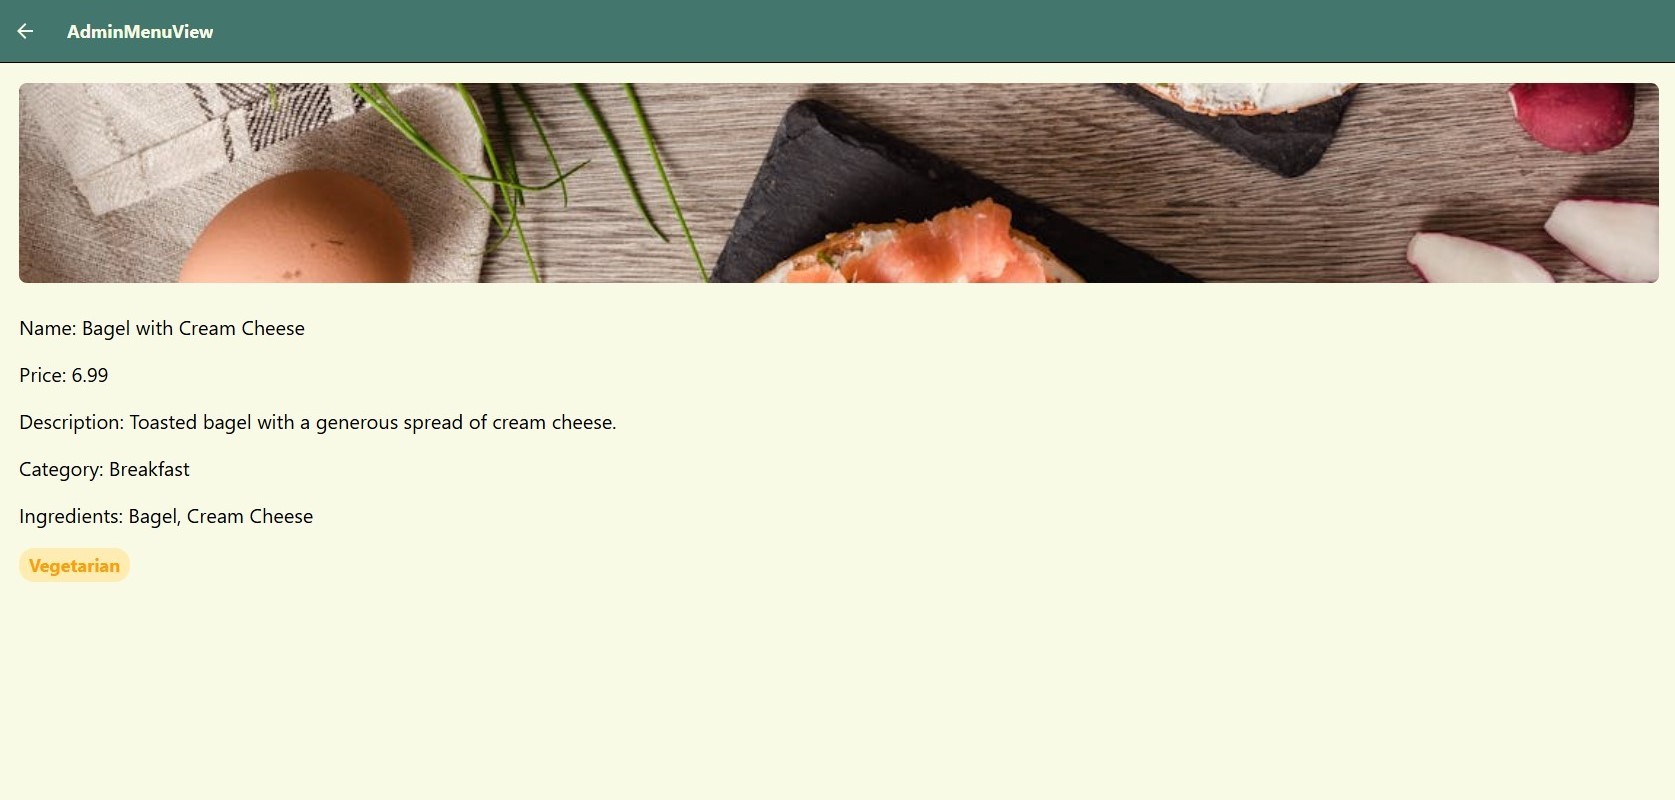 AdminMenuView
Name: Bagel with Cream Cheese
Price: 6.99
Description: Toasted bagel with a generous spread of cream cheese.
Category: Breakfast
Ingredients: Bagel, Cream Cheese
Vegetarian